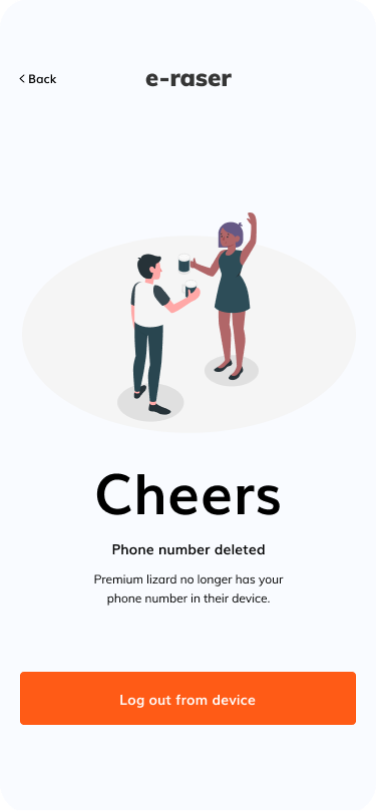 < Back
e-raser
Cheers
Phone number deleted
Premium lizard no longer has your
phone number in their device.
Log out from device